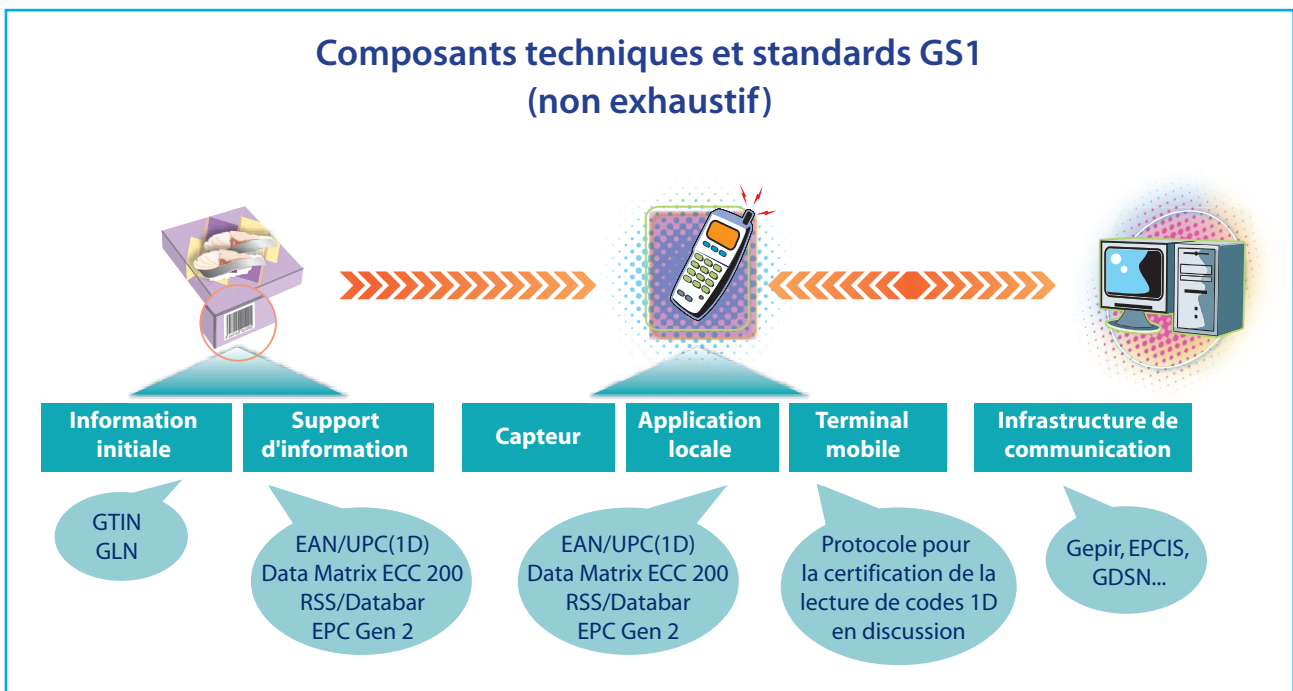 Composants techniques et standards GS1
(non exhaustif)
Information
initiale
Support
d'information
Capteur
Application
locale
Terminal
mobile
Infrastructure de
communication
GTIN
GLN
EAN/UPC(1D)
Data Matrix ECC 200
RSS/Databar
EPC Gen 2
EAN/UPC(1D)
Data Matrix ECC 200
RSS/Databar
EPC Gen 2
Protocole pour
la certification de la
lecture de codes 1D
en discussion
Gepir, EPCIS,
GDSN...